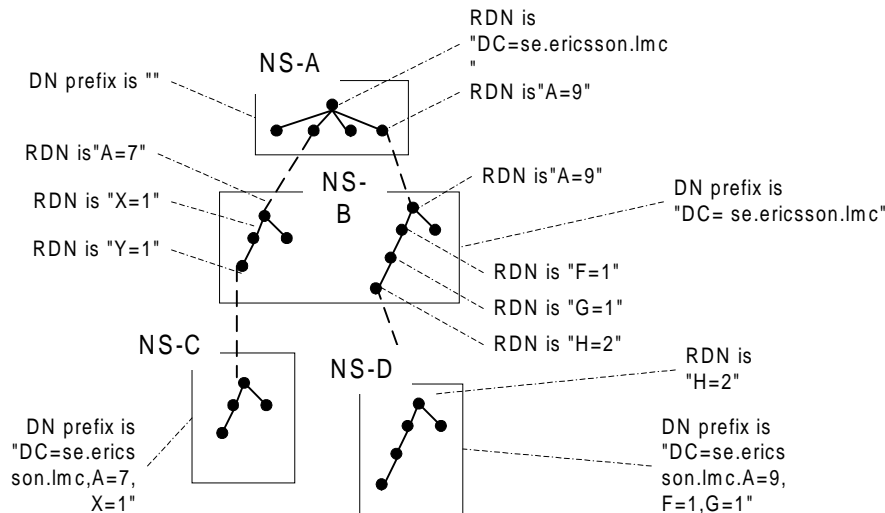 RDN is
"DC=se.ericsson.lmc
"
NS-A
DN prefix is ""
RDN is"A=9"
RDN is"A=7"
NS-
B
RDN is"A=9"
RDN is "X=1"
DN prefix is
"DC= se.ericsson.lmc"
RDN is "Y=1"
RDN is "F=1"
RDN is "G=1"
RDN is "H=2"
NS-C
NS-D
RDN is
"H=2"
DN prefix is
"DC=se.erics
son.lmc,A=7,
X=1"
DN prefix is
"DC=se.erics
son.lmc.A=9,
F=1,G=1"